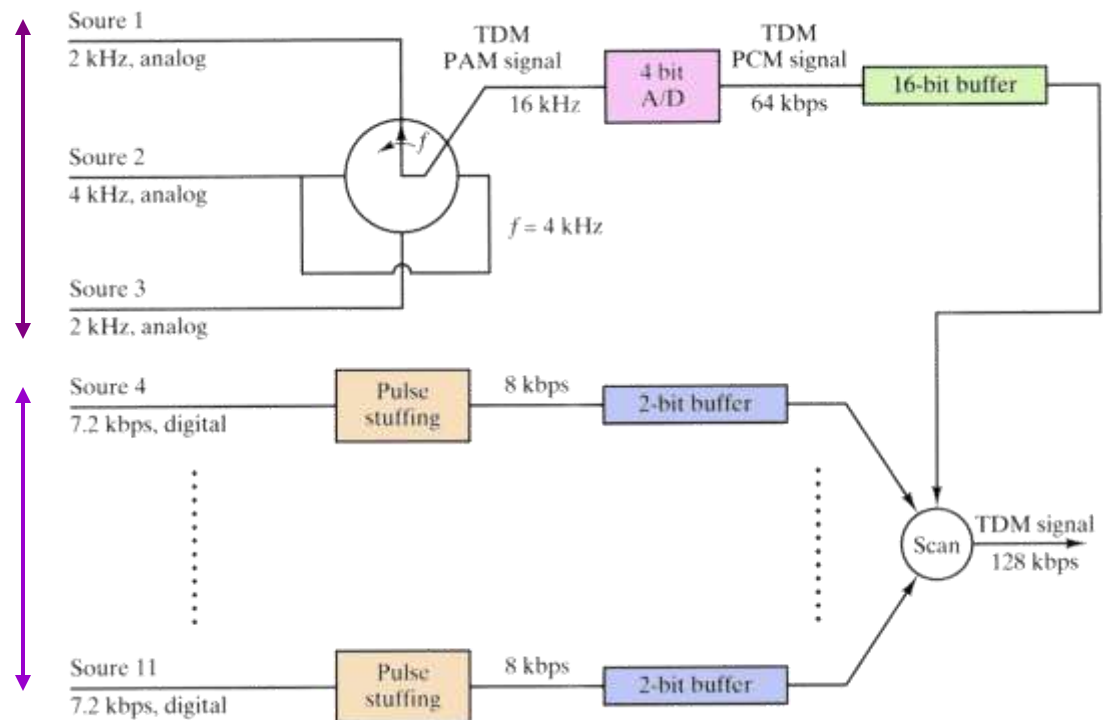 Soure 1
2 kHz, analog
TDM
PAM signal
16 kHz
4 bit
A/D
TDM
PCM signal
64 kbps
16-bit buffer
f
Soure 2
4 kHz, analog
f = 4 kHz
Soure 3
2 kHz, analog
Soure 4
7.2 kbps, digital
Pulse
stuffing
8 kbps
2-bit buffer
Scan
TDM signal
128 kbps
Soure 11
7.2 kbps, digital
Pulse
stuffing
8 kbps
2-bit buffer